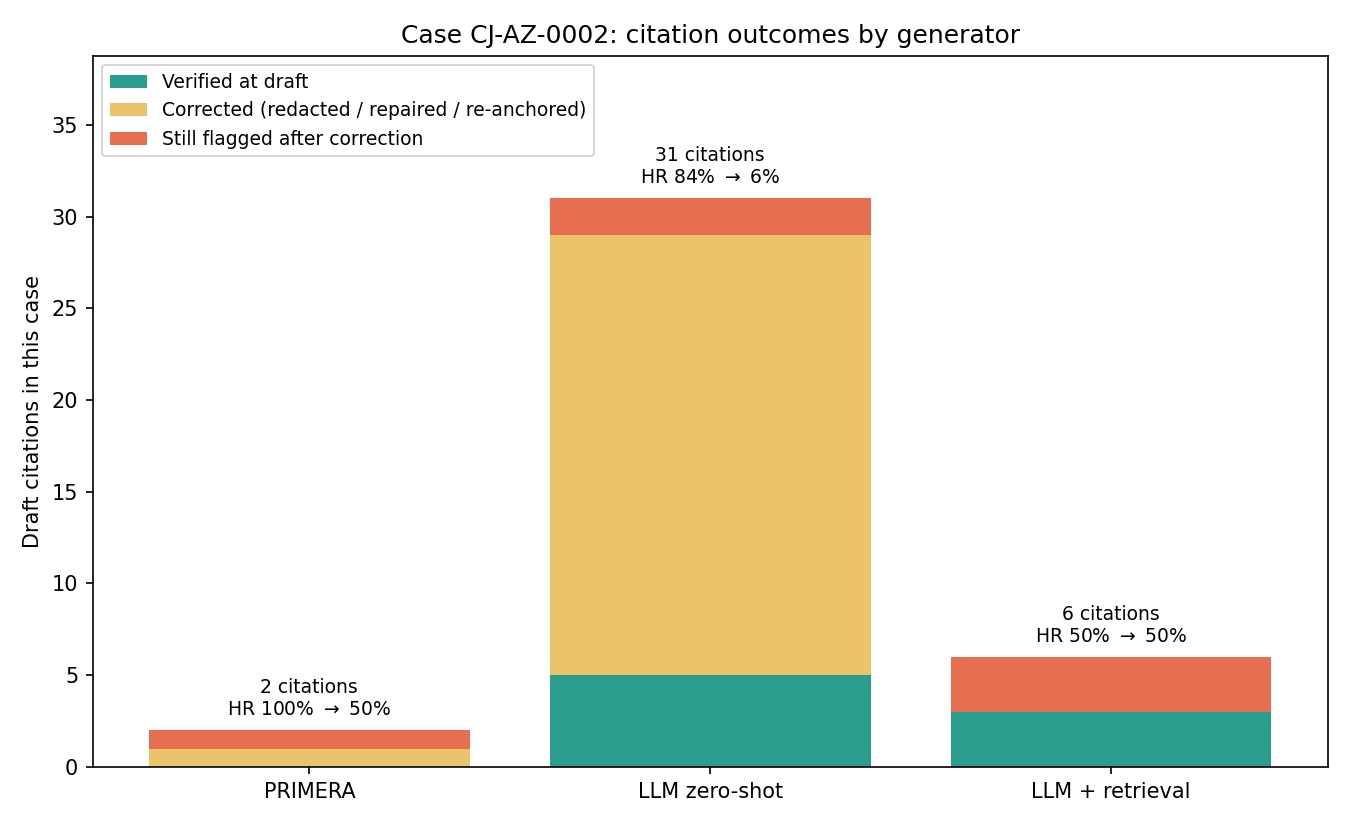 Case CJ-AZ-0002: citation outcomes by generator
Verified at draft
Corrected (redacted / repaired / re-anchored)
Still flagged after correction
Draft citations in this case
35
30
25
20
15
10
5
0
2 citations
HR 100% → 50%
31 citations
HR 84% → 6%
6 citations
HR 50% → 50%
PRIMERA
LLM zero-shot
LLM + retrieval